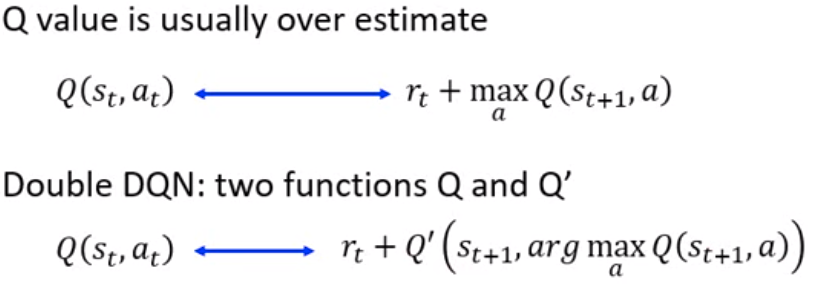 Q value is usually over estimate
Q(s_t, a_t) ⟷ r_t + max_a Q(s_{t+1}, a)
Double DQN: two functions Q and Q’
Q(s_t, a_t) ⟷ r_t + Q′(s_{t+1}, arg max_a Q(s_{t+1}, a))